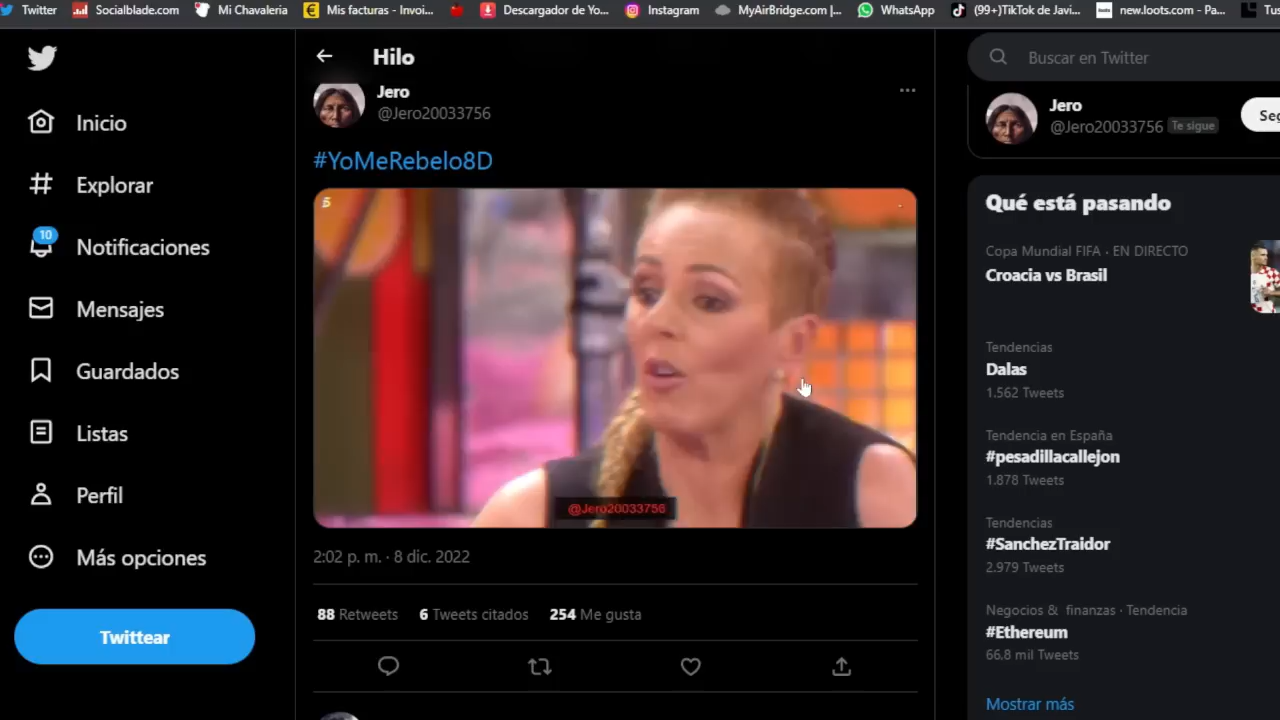 Twitter
Socialblade.com
Mi Chavaleria
Mis facturas - Invoi...
Descargador de Yo...
Instagram
MyAirbridge.com |...
WhatsApp
(99+)TikTok de Javi...
new.loots.com - Pa...
Tus
Hilo
Jero
@Jero20033756
#YoMeRebelo8D
5
@Jero20033756
2:02 p. m. · 8 dic. 2022
88 Retweets 6 Tweets citados 254 Me gusta
Inicio
Explorar
10
Notificaciones
Mensajes
Guardados
Listas
Perfil
Más opciones
Twittear
Buscar en Twitter
Jero
@Jero20033756 Te sigue
Seg
Qué está pasando
Copa Mundial FIFA · EN DIRECTO
Croacia vs Brasil
Tendencias
Dalas
1.562 Tweets
Tendencia en España
#pesadillacallejon
1.878 Tweets
Tendencias
#SanchezTraidor
2.979 Tweets
Negocios & finanzas · Tendencia
#Ethereum
66,8 mil Tweets
Mostrar más